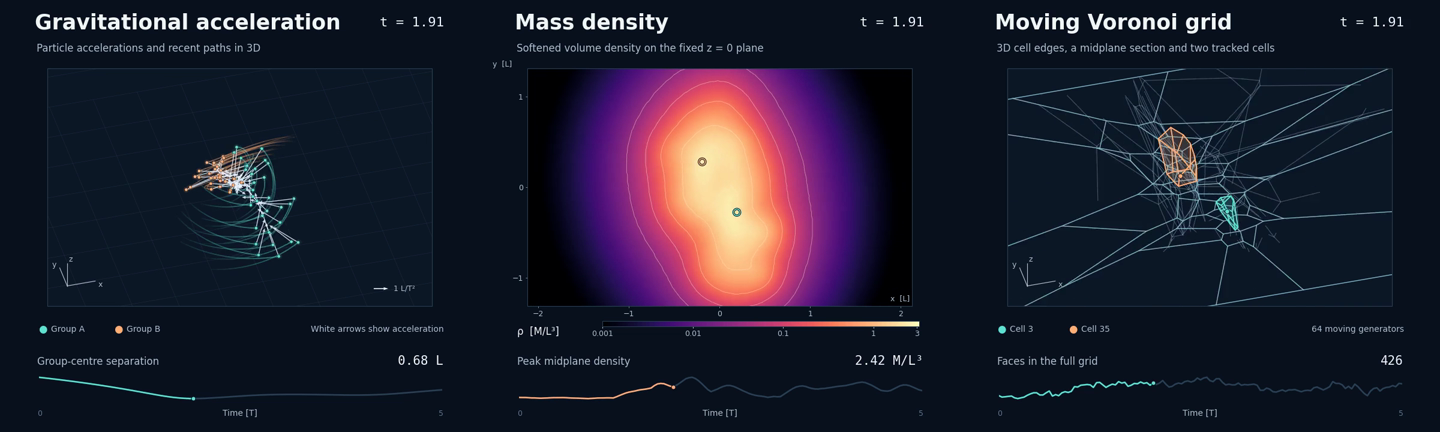 Gravitational acceleration t = 1.91
Particle accelerations and recent paths in 3D
y z
x
1 L/T²
Group A Group B White arrows show acceleration
Group-centre separation 0.68 L
0 Time [T] 5
Mass density t = 1.91
Softened volume density on the fixed z = 0 plane
y [L]
1
0
−1
x [L]
−2 −1 0 1 2
ρ [M/L³]
0.001 0.01 0.1 1 3
Peak midplane density 2.42 M/L³
0 Time [T] 5
Moving Voronoi grid t = 1.91
3D cell edges, a midplane section and two tracked cells
y z
x
Cell 3 Cell 35 64 moving generators
Faces in the full grid 426
0 Time [T] 5